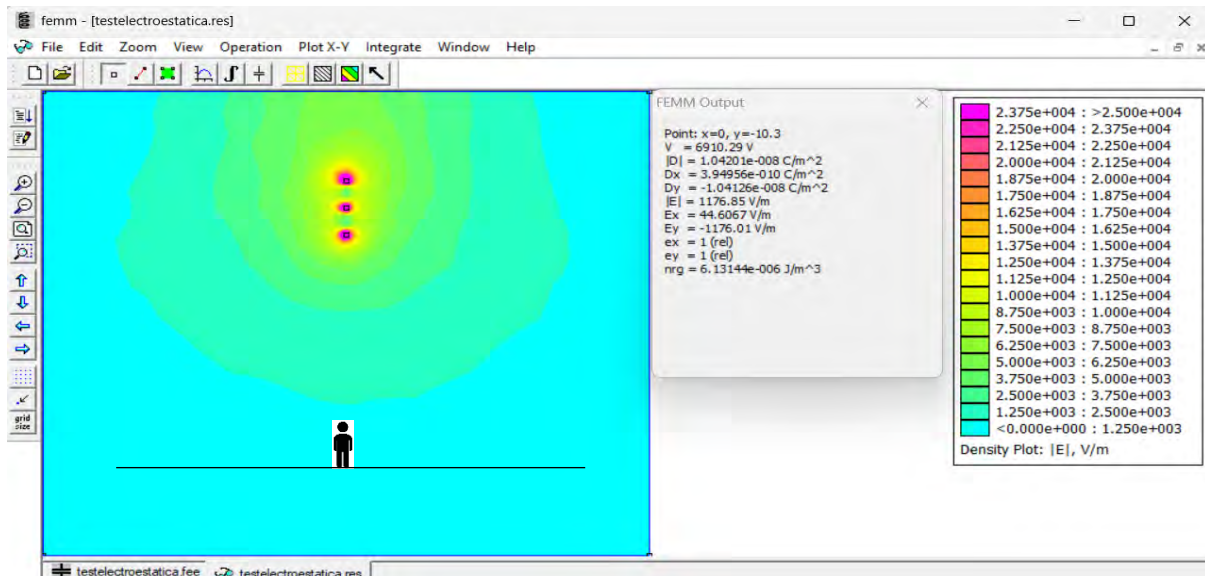 femm - [testelectroestatica.res]
File Edit Zoom View Operation Plot X-Y Integrate Window Help
grid
size
FEMM Output
Point: x=0, y=-10.3
V = 6910.29 V
|D| = 1.04201e-008 C/m^2
Dx = 3.94956e-010 C/m^2
Dy = -1.04126e-008 C/m^2
|E| = 1176.85 V/m
Ex = 44.6067 V/m
Ey = -1176.01 V/m
ex = 1 (rel)
ey = 1 (rel)
nrg = 6.13144e-006 J/m^3
2.375e+004 : >2.500e+004
2.250e+004 : 2.375e+004
2.125e+004 : 2.250e+004
2.000e+004 : 2.125e+004
1.875e+004 : 2.000e+004
1.750e+004 : 1.875e+004
1.625e+004 : 1.750e+004
1.500e+004 : 1.625e+004
1.375e+004 : 1.500e+004
1.250e+004 : 1.375e+004
1.125e+004 : 1.250e+004
1.000e+004 : 1.125e+004
8.750e+003 : 1.000e+004
7.500e+003 : 8.750e+003
6.250e+003 : 7.500e+003
5.000e+003 : 6.250e+003
3.750e+003 : 5.000e+003
2.500e+003 : 3.750e+003
1.250e+003 : 2.500e+003
<0.000e+000 : 1.250e+003
Density Plot: |E|, V/m
testelectroestatica.fee testelectroestatica.res